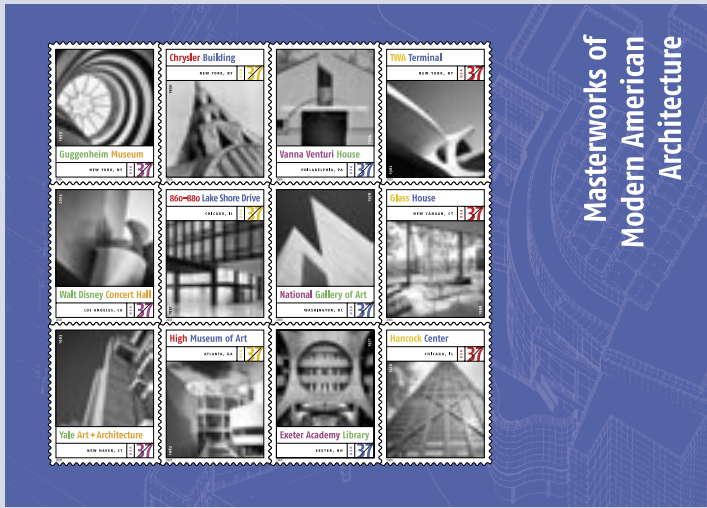 Masterworks of
Modern American
Architecture
Guggenheim Museum
NEW YORK, NY
37
Chrysler Building
NEW YORK, NY
37
Vanna Venturi House
PHILADELPHIA, PA
37
TWA Terminal
NEW YORK, NY
37
Walt Disney Concert Hall
LOS ANGELES, CA
37
860–880 Lake Shore Drive
CHICAGO, IL
37
National Gallery of Art
WASHINGTON, DC
37
Glass House
NEW CANAAN, CT
37
Yale Art + Architecture
NEW HAVEN, CT
37
High Museum of Art
ATLANTA, GA
37
Exeter Academy Library
EXETER, NH
37
Hancock Center
CHICAGO, IL
37